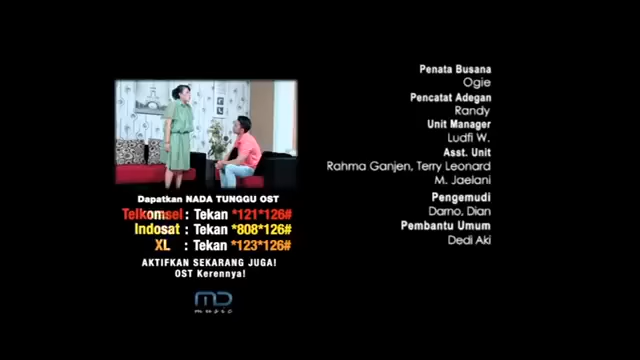 Dapatkan NADA TUNGGU OST
Telkomsel : Tekan *121*126#
Indosat : Tekan *808*126#
XL : Tekan *123*126#
AKTIFKAN SEKARANG JUGA!
OST Kerennya!
MD
music
Penata Busana
Ogie
Pencatat Adegan
Randy
Unit Manager
Ludfi W.
Asst. Unit
Rahma Ganjen, Terry Leonard
M. Jaelani
Pengemudi
Darno, Dian
Pembantu Umum
Dedi Aki